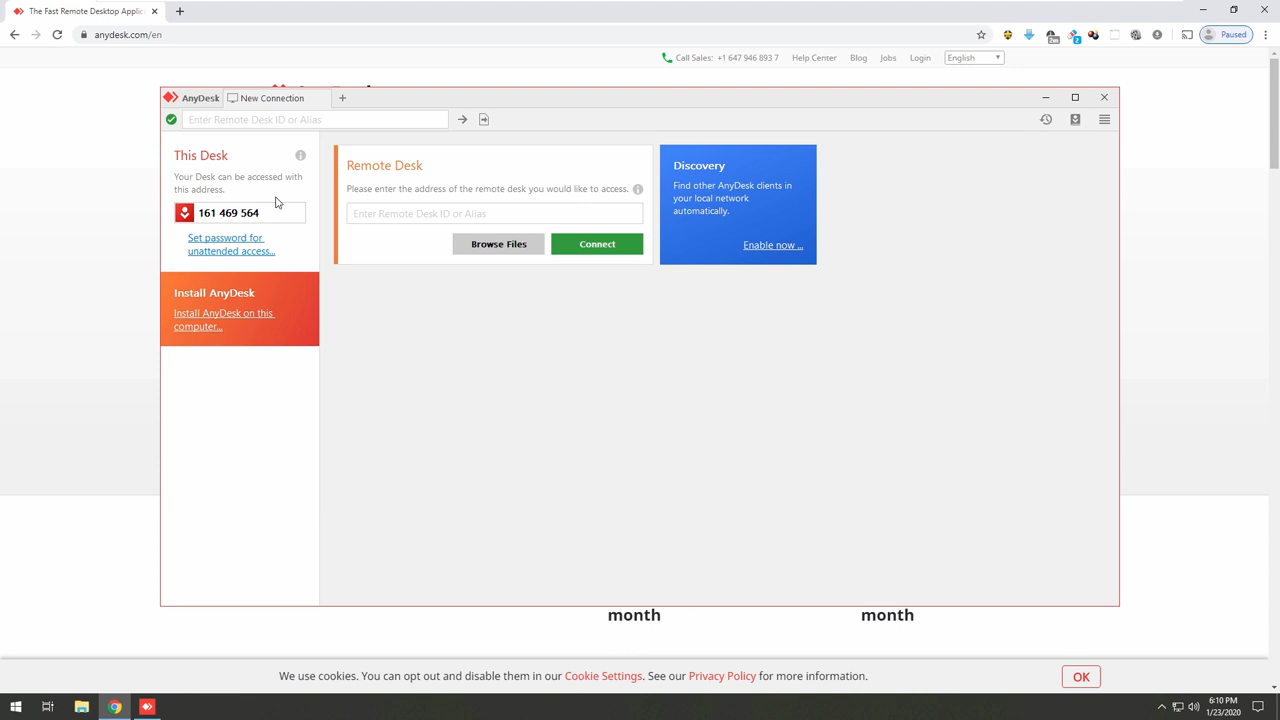 The Fast Remote Desktop Applic
anydesk.com/en
Paused
Call Sales: +1 647 946 893 7
Help Center
Blog
Jobs
Login
English
AnyDesk
New Connection
Enter Remote Desk ID or Alias
This Desk
Your Desk can be accessed with
this address.
161 469 564
Set password for
unattended access...
Install AnyDesk
Install AnyDesk on this
computer...
Remote Desk
Please enter the address of the remote desk you would like to access.
Enter Remote Desk ID or Alias
Browse Files
Connect
Discovery
Find other AnyDesk clients in
your local network
automatically.
Enable now ...
month
month
We use cookies. You can opt out and disable them in our Cookie Settings. See our Privacy Policy for more information.
OK
6:10 PM
1/23/2020